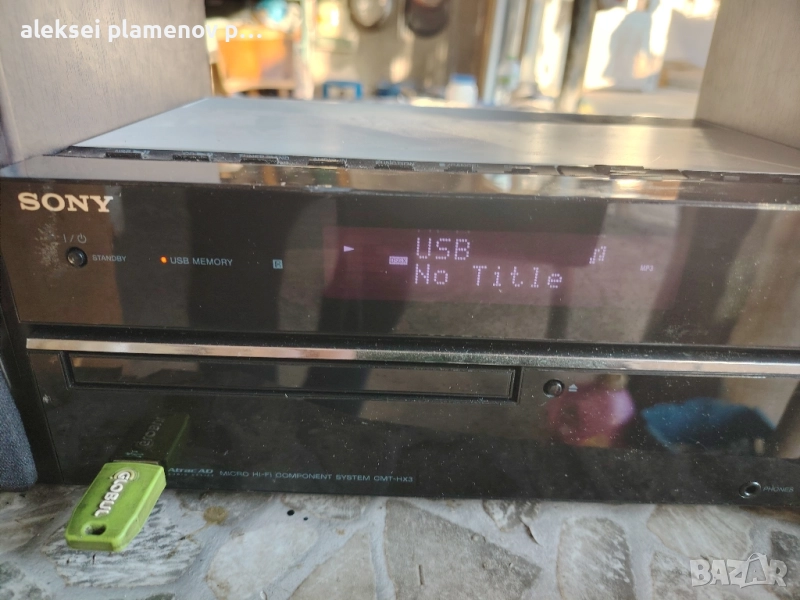 aleksei plamenov p...
SONY
I/⏻
STANDBY
USB MEMORY
USB
No Title
MP3
AtracAD
MICRO HI-FI COMPONENT SYSTEM CMT-HX3
PHONES
GLOBUL
BAZAR